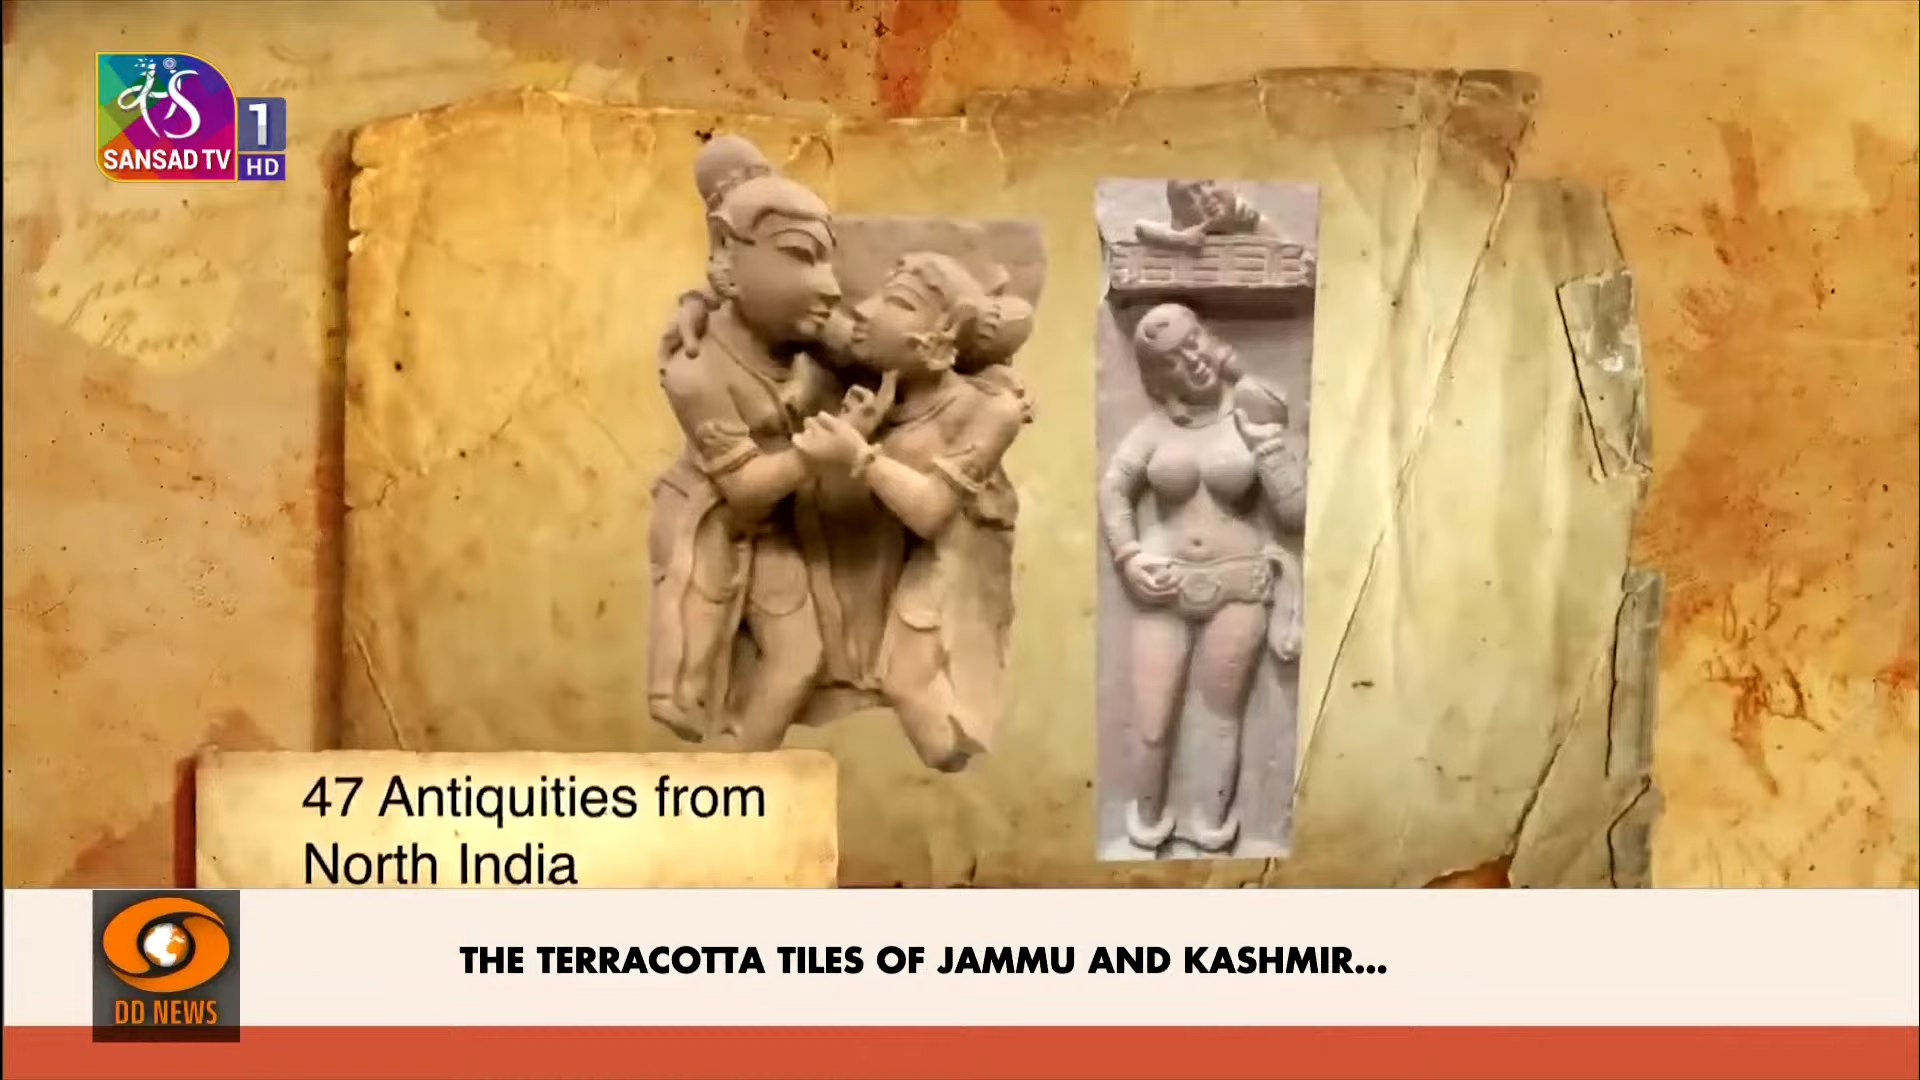 SANSAD TV
1
HD
47 Antiquities from
North India
THE TERRACOTTA TILES OF JAMMU AND KASHMIR...
DD NEWS